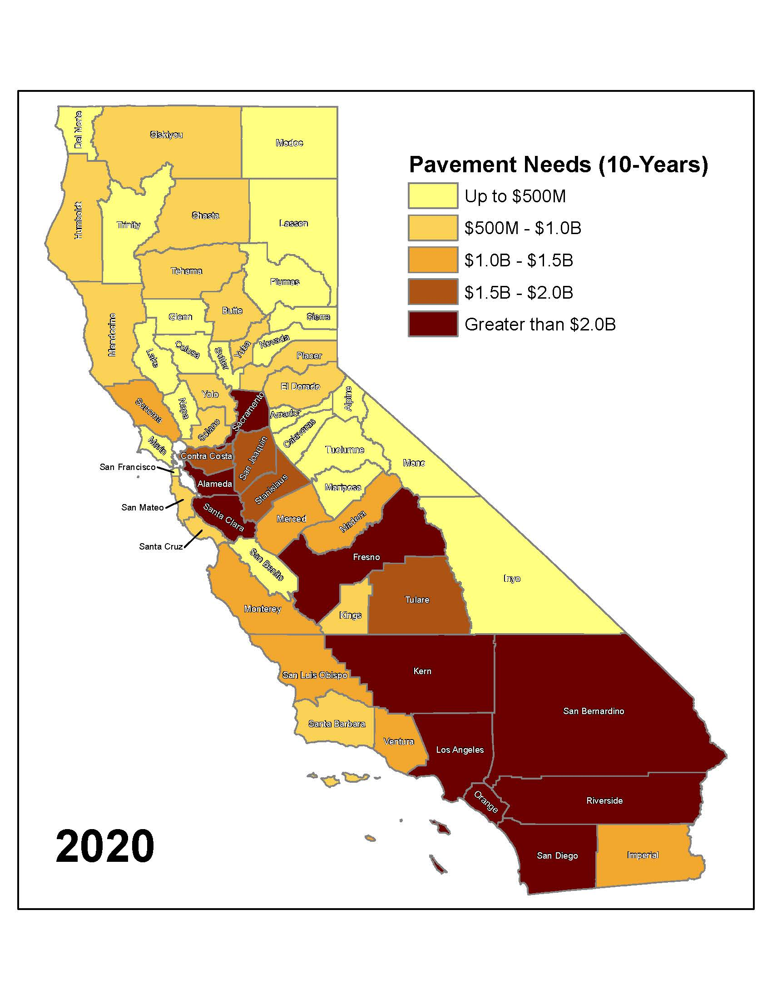 Del Norte
Siskiyou
Modoc
Pavement Needs (10-Years)
Up to $500M
$500M - $1.0B
$1.0B - $1.5B
$1.5B - $2.0B
Greater than $2.0B
Humboldt
Trinity
Shasta
Lassen
Tehama
Plumas
Mendocino
Glenn
Butte
Sierra
Lake
Colusa
Sutter
Yuba
Nevada
Placer
Sonoma
Napa
Yolo
El Dorado
Alpine
Solano
Sacramento
Amador
Calaveras
Marin
Contra Costa
San Joaquin
Tuolumne
Mono
San Francisco
Alameda
Stanislaus
Mariposa
San Mateo
Santa Clara
Merced
Madera
Santa Cruz
San Benito
Fresno
Inyo
Monterey
Kings
Tulare
San Luis Obispo
Kern
San Bernardino
Santa Barbara
Ventura
Los Angeles
Orange
Riverside
San Diego
Imperial
2020